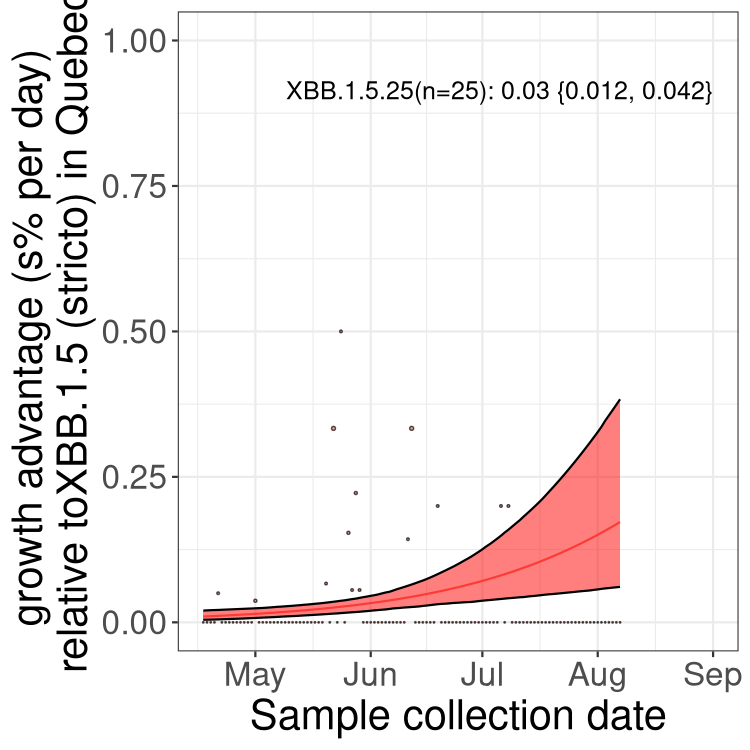 growth advantage (s% per day)
relative toXBB.1.5 (stricto) in Quebec
1.00
0.75
0.50
0.25
0.00
XBB.1.5.25(n=25): 0.03 {0.012, 0.042}
May Jun Jul Aug Sep
Sample collection date